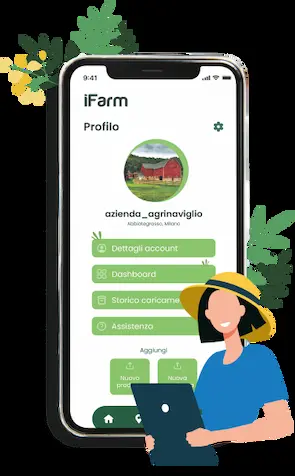 9:41
iFarm
Profilo
azienda_agrinaviglio
Abbiategrasso, Milano
Dettagli account
Dashboard
Storico caricame
Assistenza
Aggiungi
Nuovo Nuova
prod